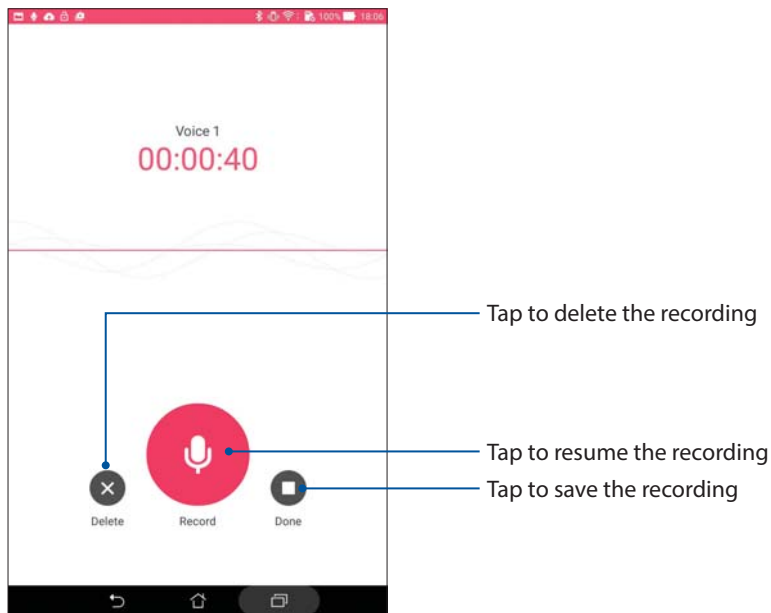 100% 18:06
Voice 1
00:00:40
Tap to delete the recording
Tap to resume the recording
Tap to save the recording
Delete Record Done